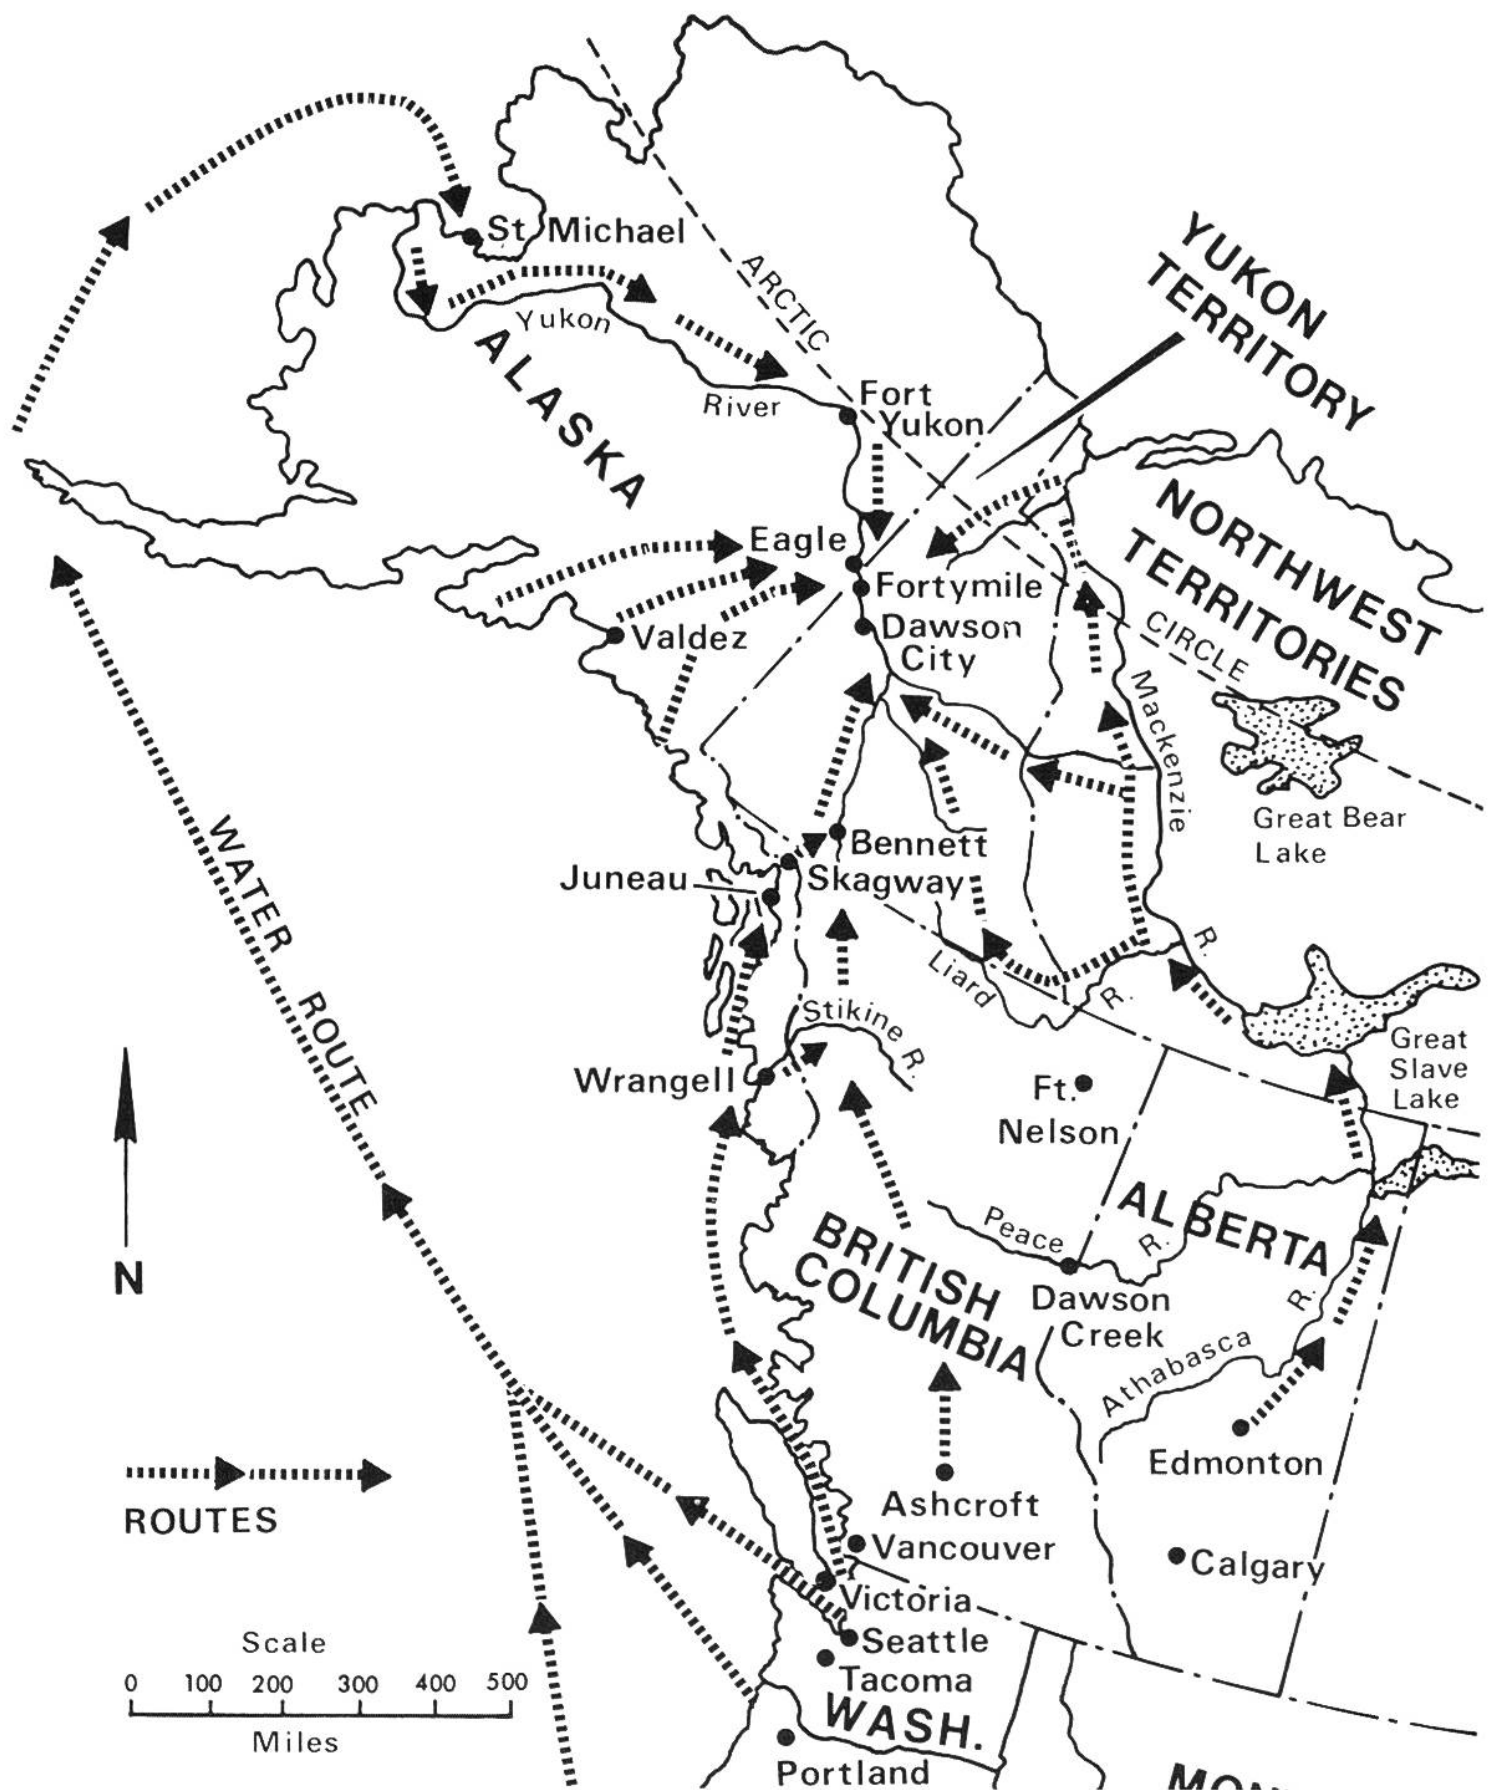 St. Michael
ARCTIC
YUKON
TERRITORY
Yukon
ALASKA
River
Fort
Yukon
NORTHWEST
TERRITORIES
Eagle
Fortymile
Dawson
City
Valdez
CIRCLE
Mackenzie
R.
Great Bear
Lake
WATER ROUTE
Bennett
Skagway
Juneau
Liard
R.
Stikine R.
Great
Slave
Lake
Wrangell
Ft.
Nelson
ALBERTA
Peace
R.
BRITISH
COLUMBIA
Dawson
Creek
Athabasca
R.
N
Edmonton
ROUTES
Ashcroft
Vancouver
Calgary
Victoria
Seattle
Tacoma
WASH.
Portland
Scale
0 100 200 300 400 500
Miles